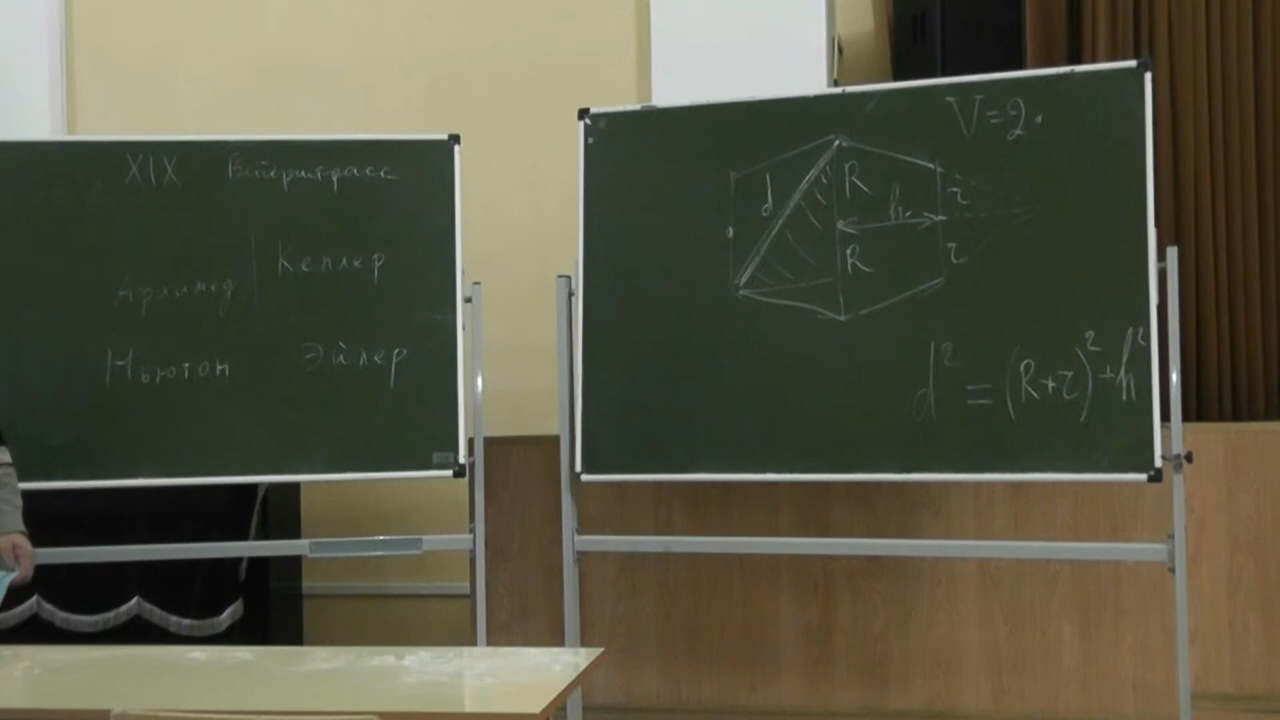 XIX Вейерштрасс
Архимед | Кеплер
Ньютон Эйлер
V=2.
d
R
r
h
R
r
d² = (R+r)² + h²